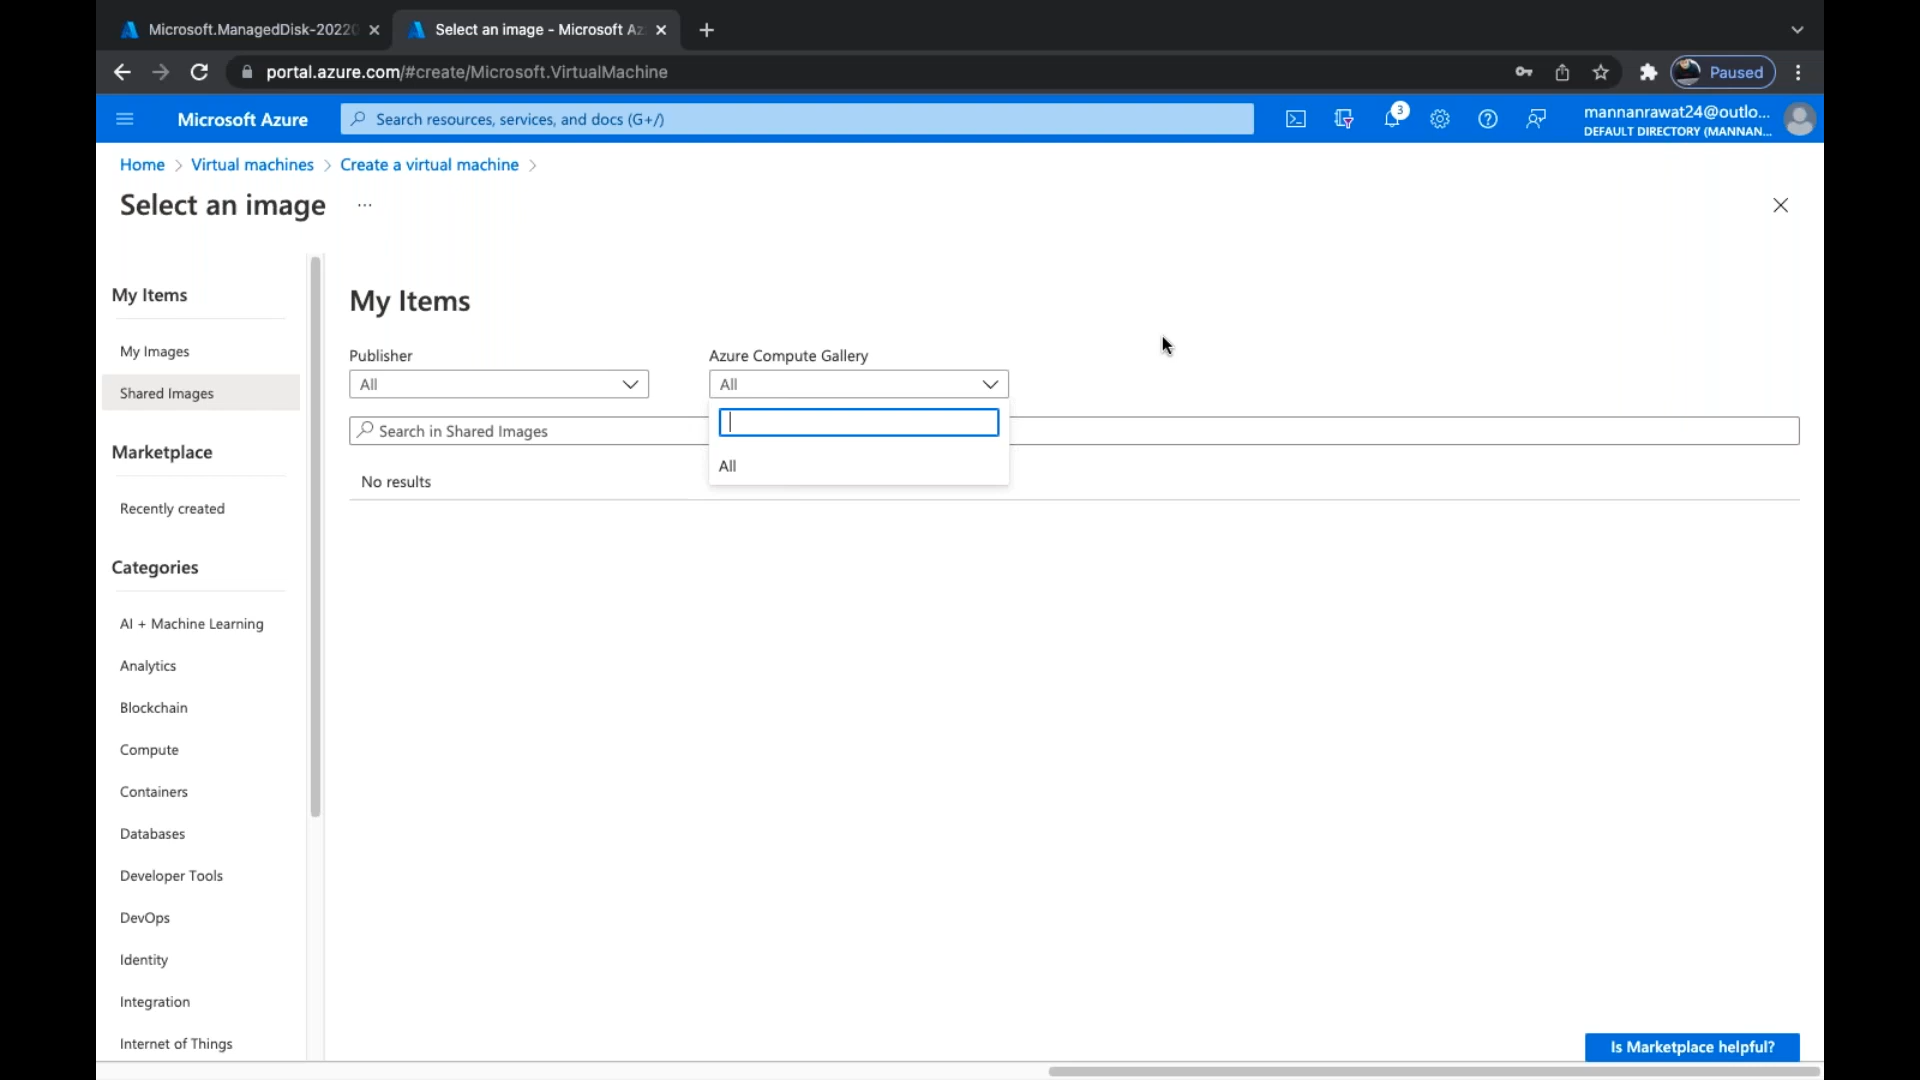 Microsoft.ManagedDisk-20220
Select an image - Microsoft Az
portal.azure.com/#create/Microsoft.VirtualMachine
Paused
Microsoft Azure
Search resources, services, and docs (G+/)
3
mannanrawat24@outlo...
DEFAULT DIRECTORY (MANNAN...
Home > Virtual machines > Create a virtual machine >
Select an image ...
My Items
My Images
Shared Images
Marketplace
Recently created
Categories
AI + Machine Learning
Analytics
Blockchain
Compute
Containers
Databases
Developer Tools
DevOps
Identity
Integration
Internet of Things
My Items
Publisher
All
Azure Compute Gallery
All
All
Search in Shared Images
No results
Is Marketplace helpful?